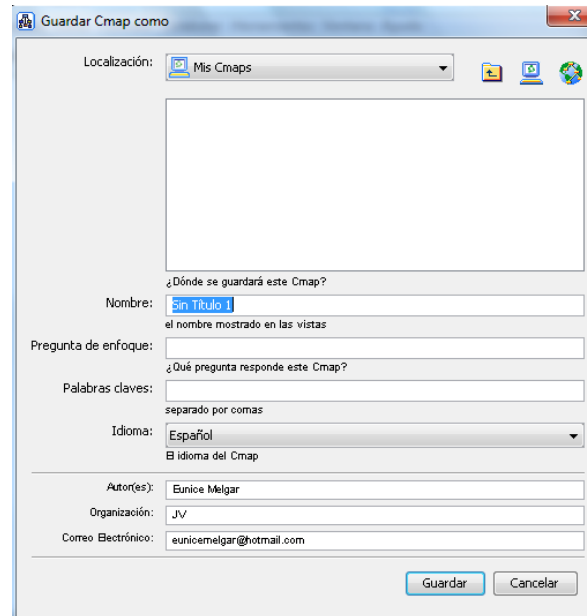 Guardar Cmap como
Localización: Mis Cmaps
¿Dónde se guardará este Cmap?
Nombre: Sin Título 1
el nombre mostrado en las vistas
Pregunta de enfoque:
¿Qué pregunta responde este Cmap?
Palabras claves:
separado por comas
Idioma: Español
El idioma del Cmap
Autor(es): Eunice Melgar
Organización: JV
Correo Electrónico: eunicemelgar@hotmail.com
Guardar Cancelar